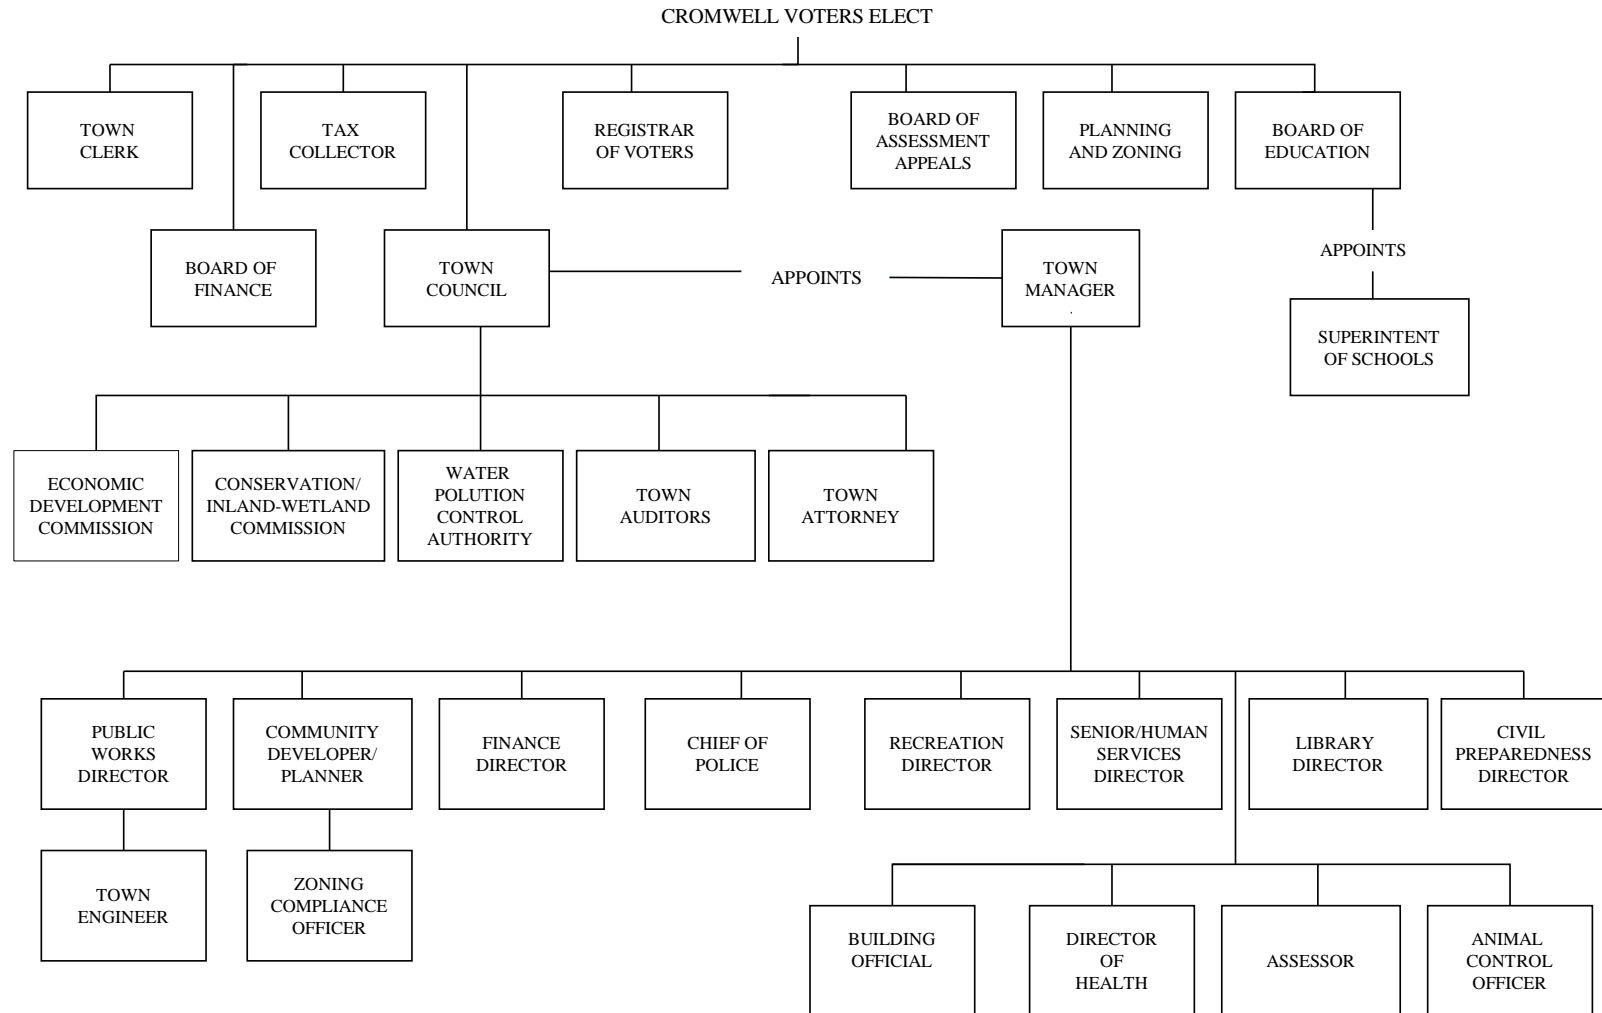 CROMWELL VOTERS ELECT
TOWN
CLERK
TAX
COLLECTOR
REGISTRAR
OF VOTERS
BOARD OF
ASSESSMENT
APPEALS
PLANNING
AND ZONING
BOARD OF
EDUCATION
BOARD OF
FINANCE
TOWN
COUNCIL
APPOINTS
TOWN
MANAGER
.
APPOINTS
SUPERINTENT
OF SCHOOLS
ECONOMIC
DEVELOPMENT
COMMISSION
CONSERVATION/
INLAND-WETLAND
COMMISSION
WATER
POLUTION
CONTROL
AUTHORITY
TOWN
AUDITORS
TOWN
ATTORNEY
PUBLIC
WORKS
DIRECTOR
COMMUNITY
DEVELOPER/
PLANNER
FINANCE
DIRECTOR
CHIEF OF
POLICE
RECREATION
DIRECTOR
SENIOR/HUMAN
SERVICES
DIRECTOR
LIBRARY
DIRECTOR
CIVIL
PREPAREDNESS
DIRECTOR
TOWN
ENGINEER
ZONING
COMPLIANCE
OFFICER
BUILDING
OFFICIAL
DIRECTOR
OF
HEALTH
ASSESSOR
ANIMAL
CONTROL
OFFICER